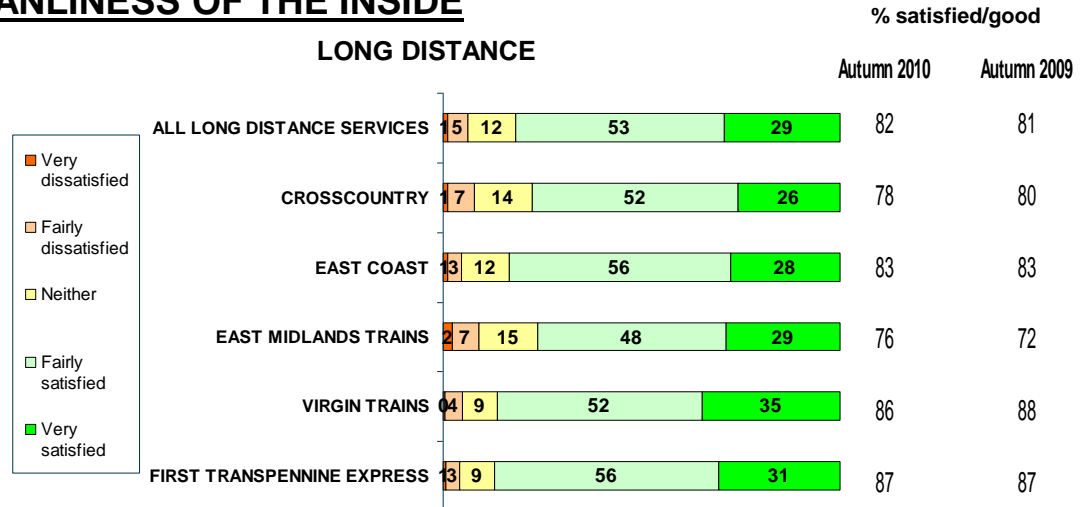 ANLINESS OF THE INSIDE
% satisfied/good
LONG DISTANCE
Autumn 2010 Autumn 2009
Very dissatisfied
Fairly dissatisfied
Neither
Fairly satisfied
Very satisfied
ALL LONG DISTANCE SERVICES 1 5 12 53 29 82 81
CROSSCOUNTRY 1 7 14 52 26 78 80
EAST COAST 1 3 12 56 28 83 83
EAST MIDLANDS TRAINS 2 7 15 48 29 76 72
VIRGIN TRAINS 0 4 9 52 35 86 88
FIRST TRANSPENNINE EXPRESS 1 3 9 56 31 87 87